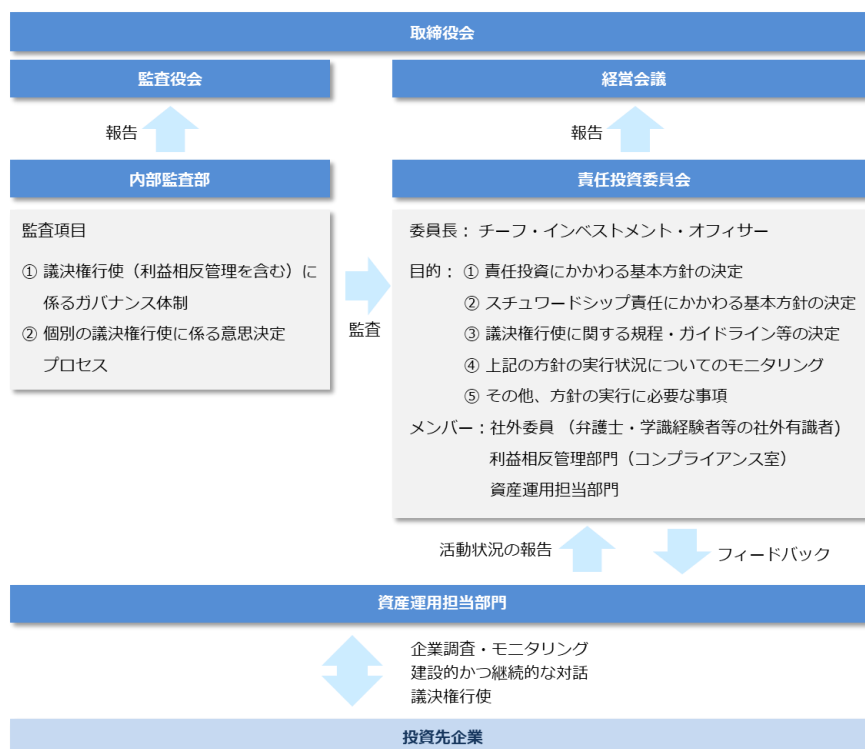 取締役会
監査役会
経営会議
報告
報告
内部監査部
監査項目
① 議決権行使（利益相反管理を含む）に
係るガバナンス体制
② 個別の議決権行使に係る意思決定
プロセス
監査
責任投資委員会
委員長： チーフ・インベストメント・オフィサー
目的： ① 責任投資にかかわる基本方針の決定
② スチュワードシップ責任にかかわる基本方針の決定
③ 議決権行使に関する規程・ガイドライン等の決定
④ 上記の方針の実行状況についてのモニタリング
⑤ その他、方針の実行に必要な事項
メンバー：社外委員 （弁護士・学識経験者等の社外有識者)
利益相反管理部門（コンプライアンス室）
資産運用担当部門
活動状況の報告
フィードバック
資産運用担当部門
企業調査・モニタリング
建設的かつ継続的な対話
議決権行使
投資先企業